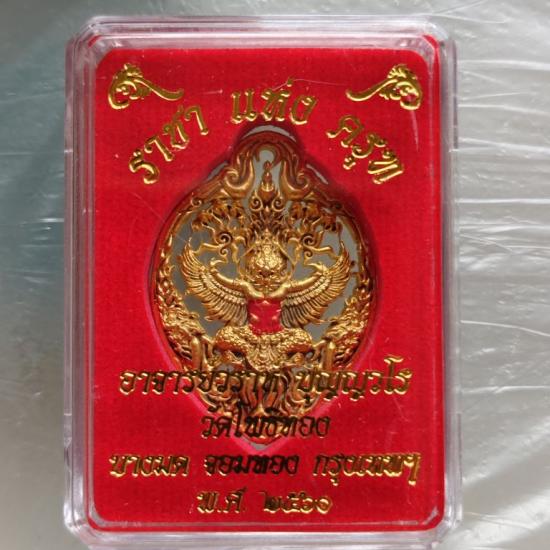 ราชา แห่ง ครุฑ
อาจารย์วราห์ ปุญญวโร
วัดโพธิทอง
บางมด จอมทอง กรุงเทพฯ
พ.ศ. ๒๕๖๑